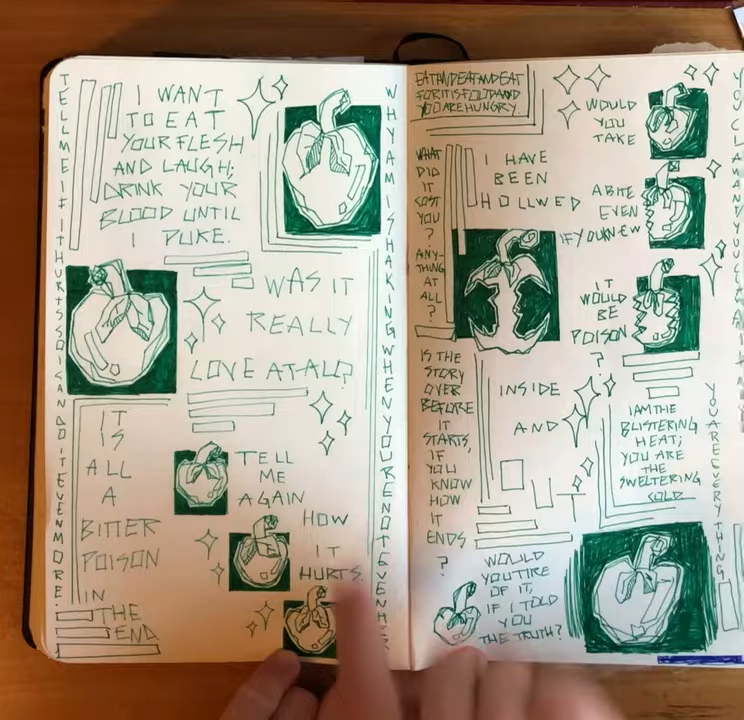 TELL ME IF IT HURTS SO I CAN DO IT EVEN MORE.
I WANT
TO EAT
YOUR FLESH
AND LAUGH;
DRINK YOUR
BLOOD UNTIL
I PUKE.
WAS IT
REALLY
LOVE AT ALL?
IT
IS
ALL
A
BITTER
POISON
IN
THE
END.
TELL
ME
AGAIN
HOW
IT
HURTS.
WHY AM I SHAKING WHEN YOURE NOT EVEN
EAT AND EAT AND EAT
FOR IT IS FOOD AND
YOU ARE HUNGRY
WHAT
DID
IT
COST
YOU
?
ANY-
THING
AT
ALL
?
I HAVE
BEEN
HOLLWED
INSIDE
AND
OUT
WOULD
YOU
TAKE
A BITE
EVEN
IF YOU KNEW
IT
WOULD
BE
POISON
?
IS THE
STORY
OVER
BEFORE
IT
STARTS,
IF
YOU
KNOW
HOW
IT
ENDS
?
I AM THE
BLISTERING
HEAT;
YOU ARE
THE
SWELTERING
COLD
WOULD
YOU TIRE
OF IT,
IF I TOLD
YOU
THE TRUTH?
YOU ARE EVERYTHING